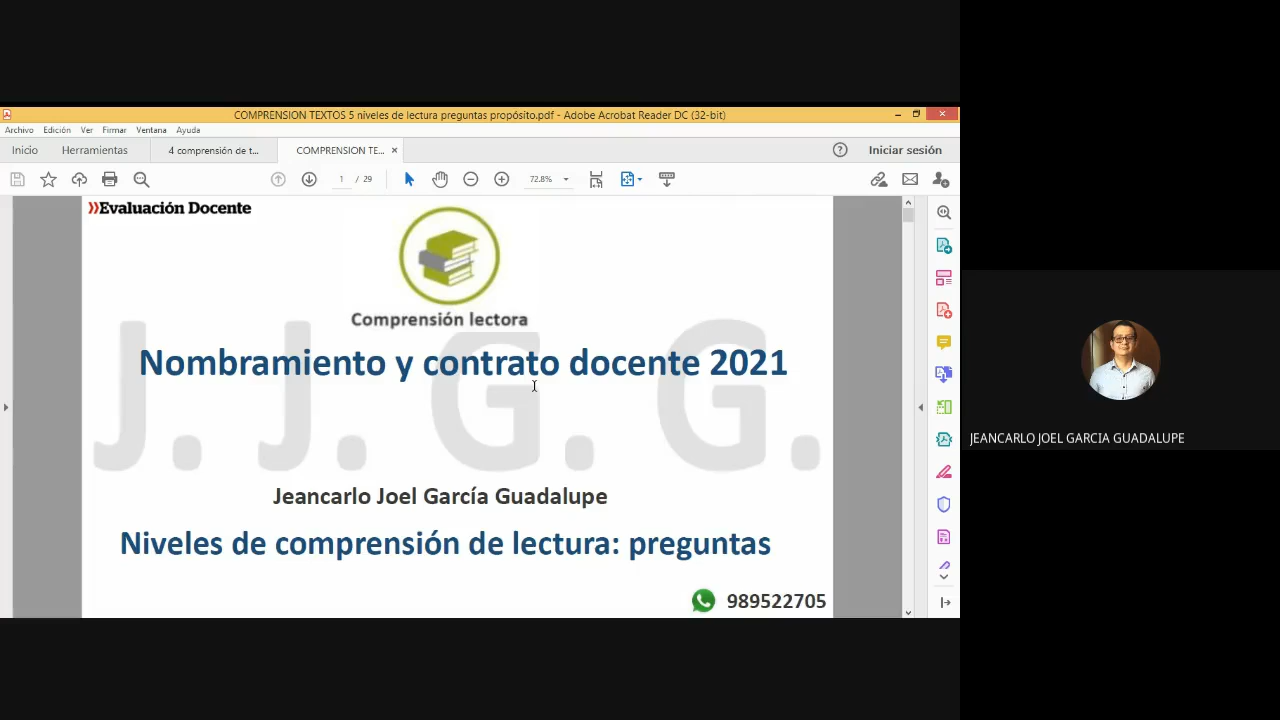 COMPRENSION TEXTOS 5 niveles de lectura preguntas propósito.pdf - Adobe Acrobat Reader DC (32-bit)
Archivo Edición Ver Firmar Ventana Ayuda
Inicio Herramientas 4 comprensión de t... COMPRENSION TE... × Iniciar sesión
1 / 29 72.8%
»Evaluación Docente
Comprensión lectora
Nombramiento y contrato docente 2021
J. J. G. G.
Jeancarlo Joel García Guadalupe
Niveles de comprensión de lectura: preguntas
989522705
JEANCARLO JOEL GARCIA GUADALUPE